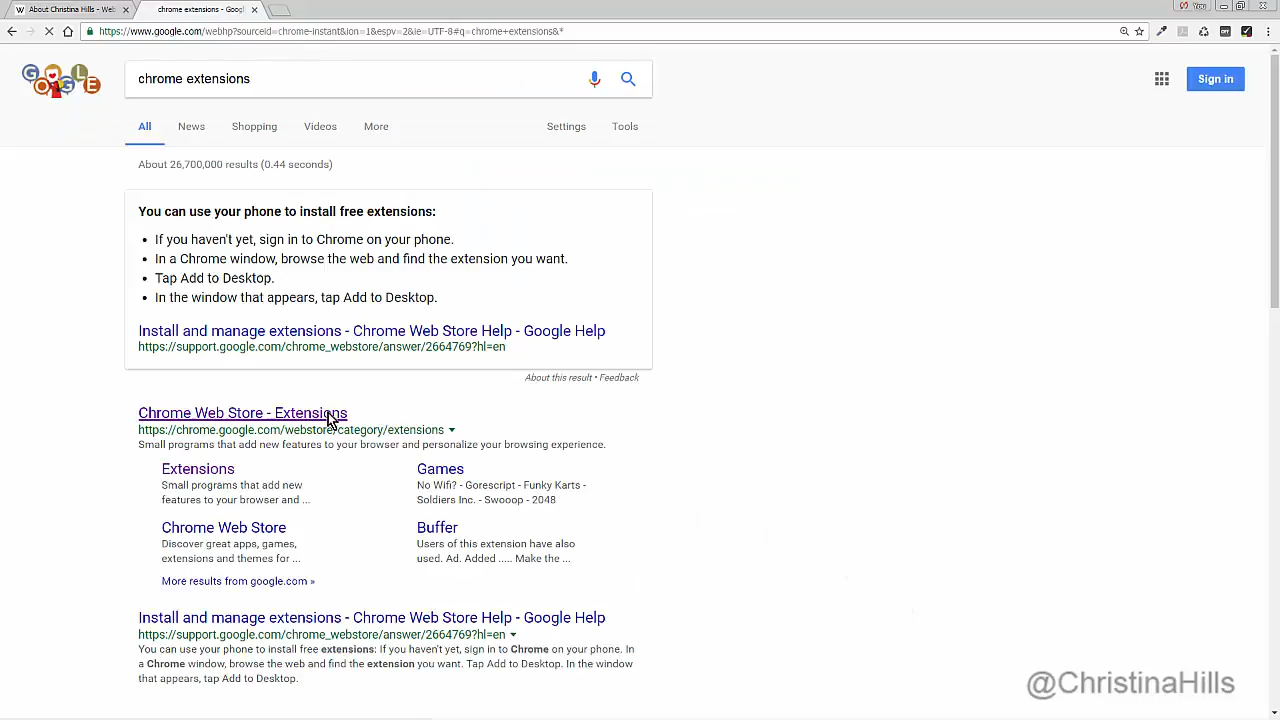 About Christina Hills - Web
chrome extensions - Goog
You
https://www.google.com/webhp?sourceid=chrome-instant&ion=1&espv=2&ie=UTF-8#q=chrome+extensions&*
GOOGLE
chrome extensions
Sign in
All News Shopping Videos More Settings Tools
About 26,700,000 results (0.44 seconds)
You can use your phone to install free extensions:
• If you haven't yet, sign in to Chrome on your phone.
• In a Chrome window, browse the web and find the extension you want.
• Tap Add to Desktop.
• In the window that appears, tap Add to Desktop.
Install and manage extensions - Chrome Web Store Help - Google Help
https://support.google.com/chrome_webstore/answer/2664769?hl=en
About this result • Feedback
Chrome Web Store - Extensions
https://chrome.google.com/webstore/category/extensions
Small programs that add new features to your browser and personalize your browsing experience.
Extensions
Small programs that add new
features to your browser and ...
Games
No Wifi? - Gorescript - Funky Karts -
Soldiers Inc. - Swooop - 2048
Chrome Web Store
Discover great apps, games,
extensions and themes for ...
Buffer
Users of this extension have also
used. Ad. Added ..... Make the ...
More results from google.com »
Install and manage extensions - Chrome Web Store Help - Google Help
https://support.google.com/chrome_webstore/answer/2664769?hl=en
You can use your phone to install free extensions: If you haven't yet, sign in to Chrome on your phone. In
a Chrome window, browse the web and find the extension you want. Tap Add to Desktop. In the window
that appears, tap Add to Desktop.
@ChristinaHills